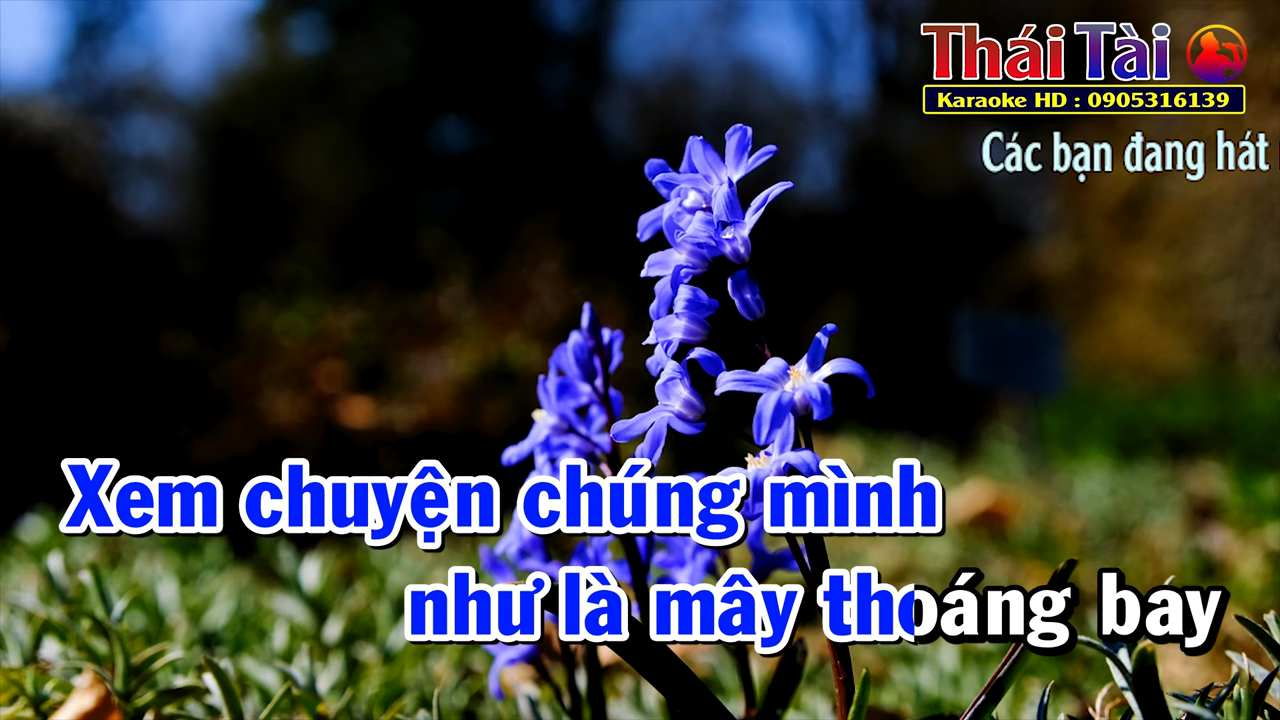 Thái Tài
Karaoke HD : 0905316139
Các bạn đang hát
Xem chuyện chúng mình
như là mây thoáng bay